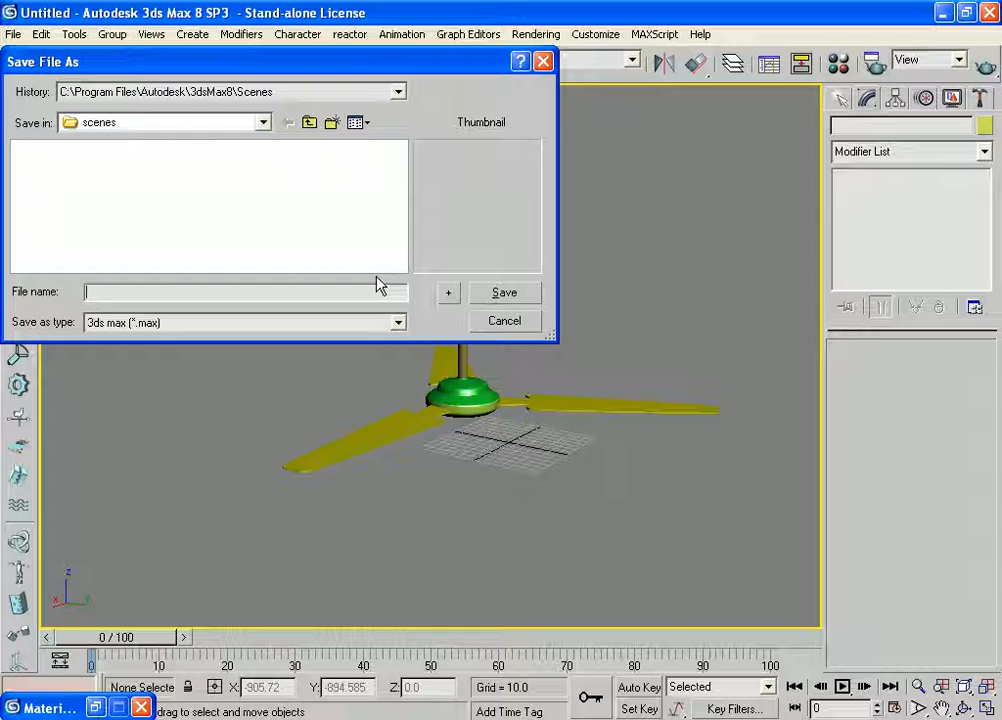 Untitled - Autodesk 3ds Max 8 SP3 - Stand-alone License
File Edit Tools Group Views Create Modifiers Character reactor Animation Graph Editors Rendering Customize MAXScript Help
Save File As
History: C:\Program Files\Autodesk\3dsMax8\Scenes
View
Save in: scenes
Thumbnail
Modifier List
File name:
+ Save
Save as type: 3ds max (*.max)
Cancel
z
x y
0 / 100
0 10 20 30 40 50 60 70 80 90 100
None Selecte X: -905.72 Y: -894.585 Z: 0.0 Grid = 10.0 Auto Key Selected
Materi... drag to select and move objects Add Time Tag Set Key Key Filters... 0